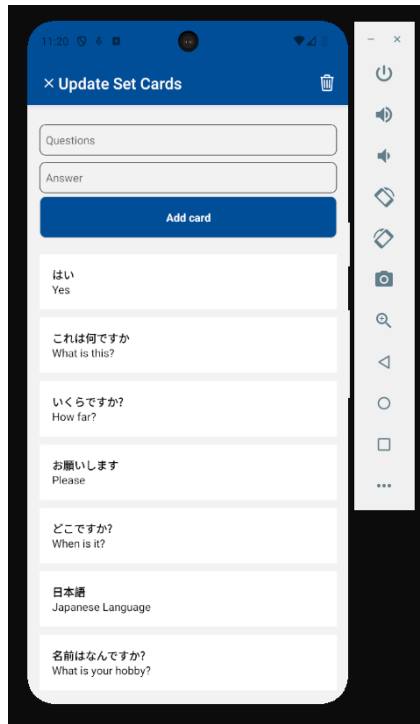 11:20
× Update Set Cards
Questions
Answer
Add card
はい
Yes
これは何ですか
What is this?
いくらですか?
How far?
お願いします
Please
どこですか?
When is it?
日本語
Japanese Language
名前はなんですか?
What is your hobby?